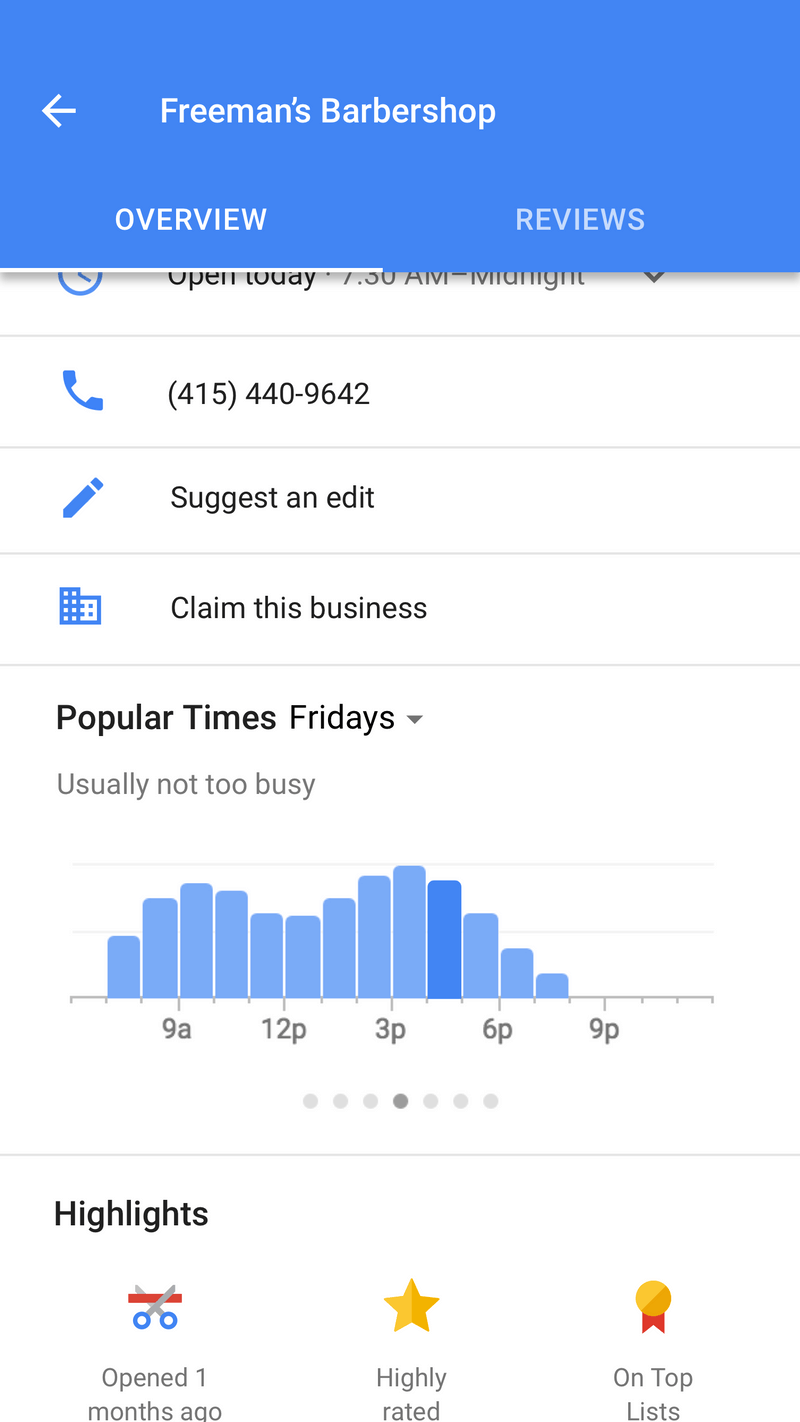 Freeman’s Barbershop
OVERVIEW REVIEWS
Open today · 7.30 AM–Midnight
(415) 440-9642
Suggest an edit
Claim this business
Popular Times Fridays
Usually not too busy
9a 12p 3p 6p 9p
Highlights
Opened 1 Highly On Top
months ago rated Lists